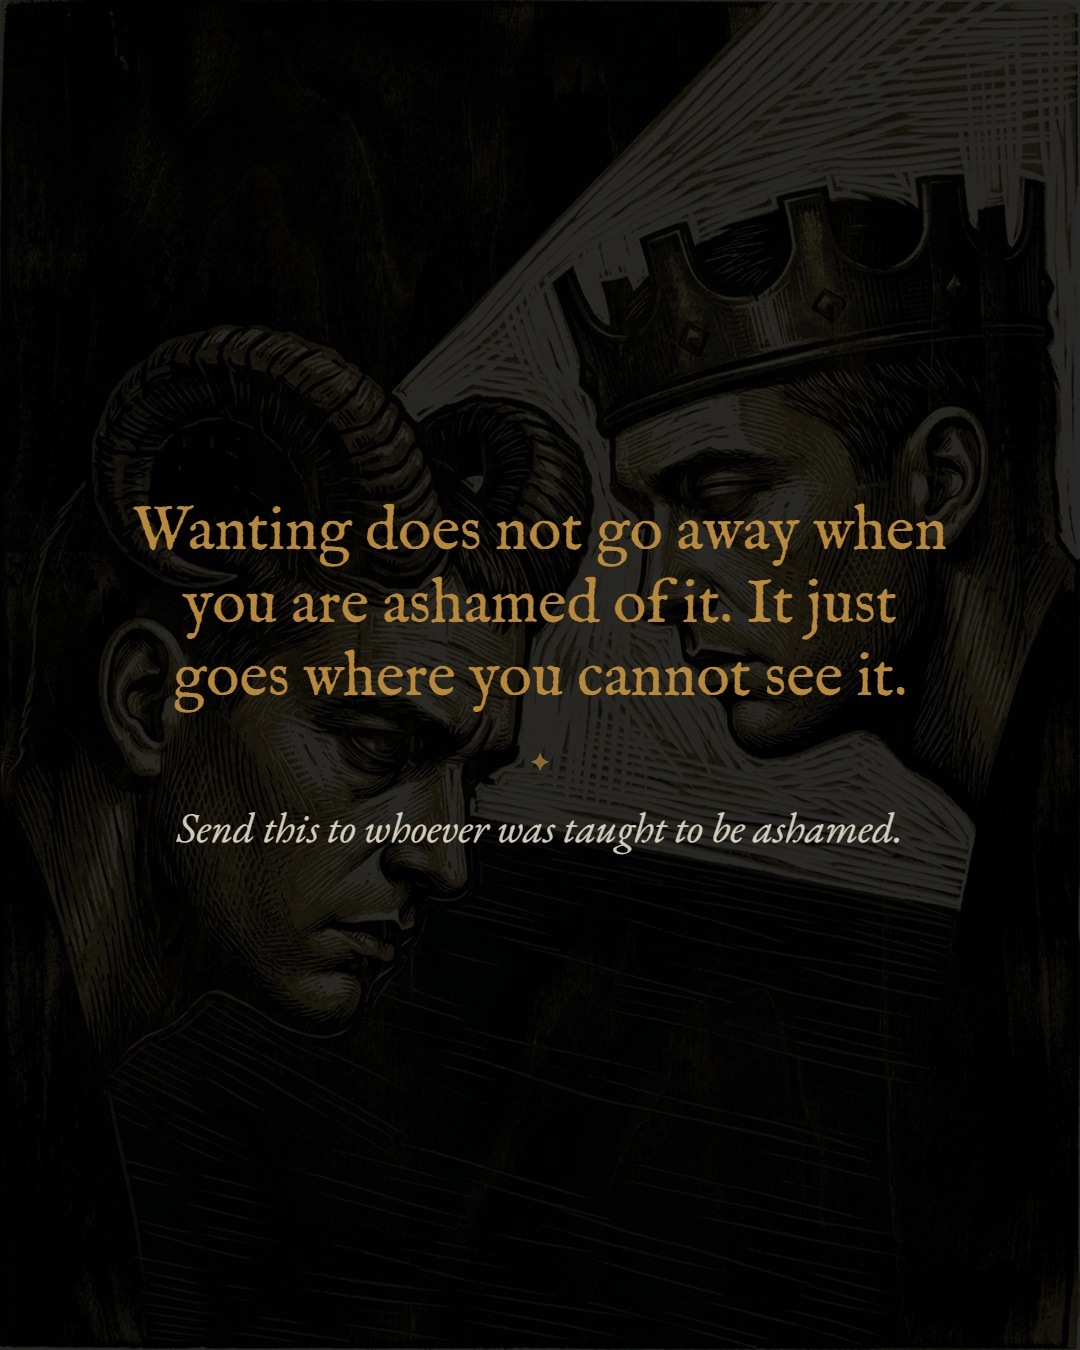 Wanting does not go away when
you are ashamed of it. It just
goes where you cannot see it.
Send this to whoever was taught to be ashamed.